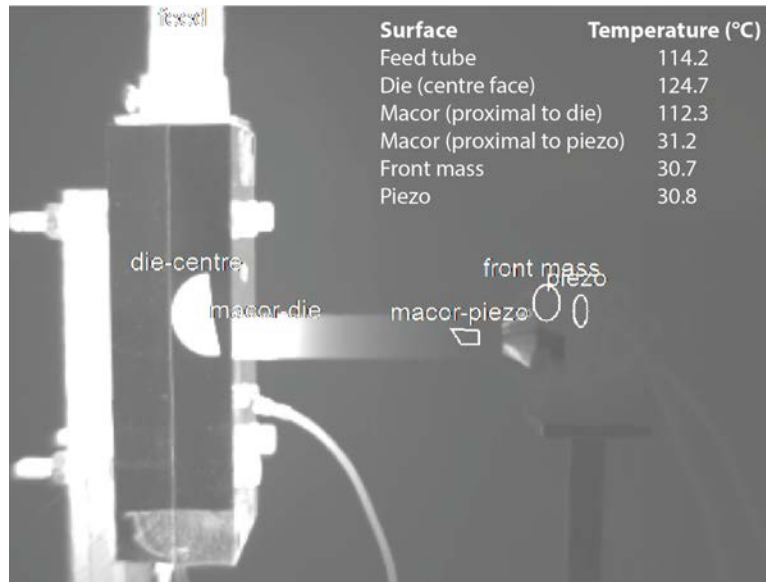 feed
Surface Temperature (°C)
Feed tube 114.2
Die (centre face) 124.7
Macor (proximal to die) 112.3
Macor (proximal to piezo) 31.2
Front mass 30.7
Piezo 30.8
die-centre
front mass
piezo
macor-die
macor-piezo